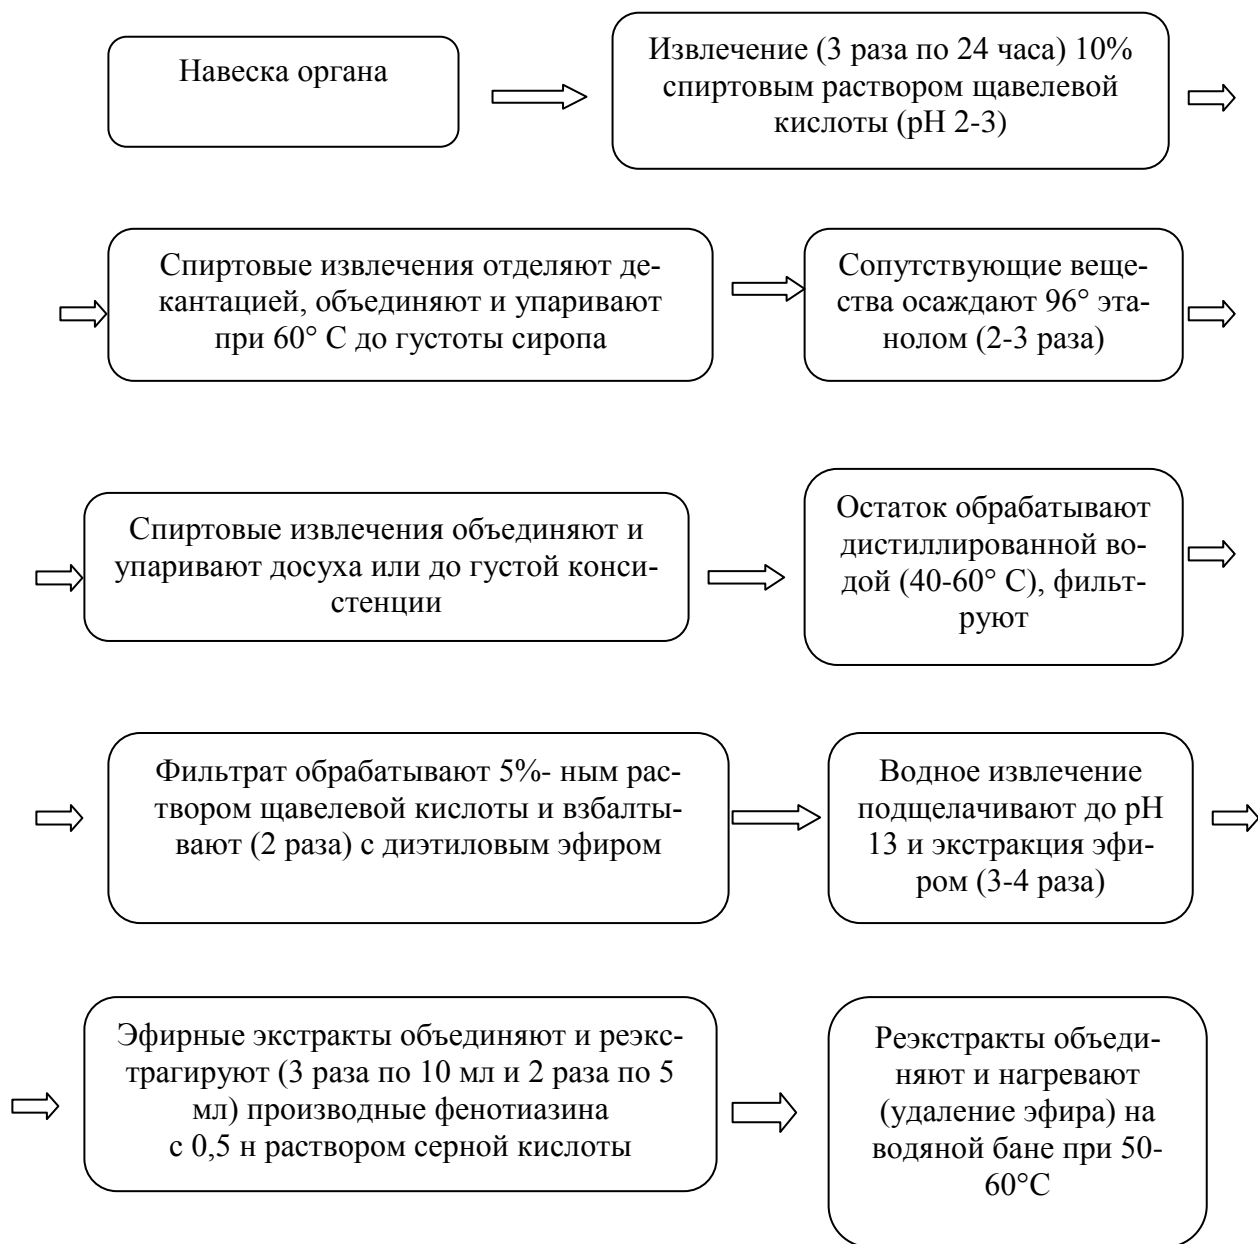 Навеска органа
Извлечение (3 раза по 24 часа) 10%
спиртовым раствором щавелевой
кислоты (рН 2-3)
Спиртовые извлечения отделяют де-
кантацией, объединяют и упаривают
при 60° С до густоты сиропа
Сопутствующие веще-
ства осаждают 96° эта-
нолом (2-3 раза)
Спиртовые извлечения объединяют и
упаривают досуха или до густой конси-
стенции
Остаток обрабатывают
дистиллированной во-
дой (40-60° С), фильт-
руют
Фильтрат обрабатывают 5%- ным рас-
твором щавелевой кислоты и взбалты-
вают (2 раза) с диэтиловым эфиром
Водное извлечение
подщелачивают до рН
13 и экстракция эфи-
ром (3-4 раза)
Эфирные экстракты объединяют и реэкс-
трагируют (3 раза по 10 мл и 2 раза по 5
мл) производные фенотиазина
с 0,5 н раствором серной кислоты
Реэкстракты объеди-
няют и нагревают
(удаление эфира) на
водяной бане при 50-
60°С